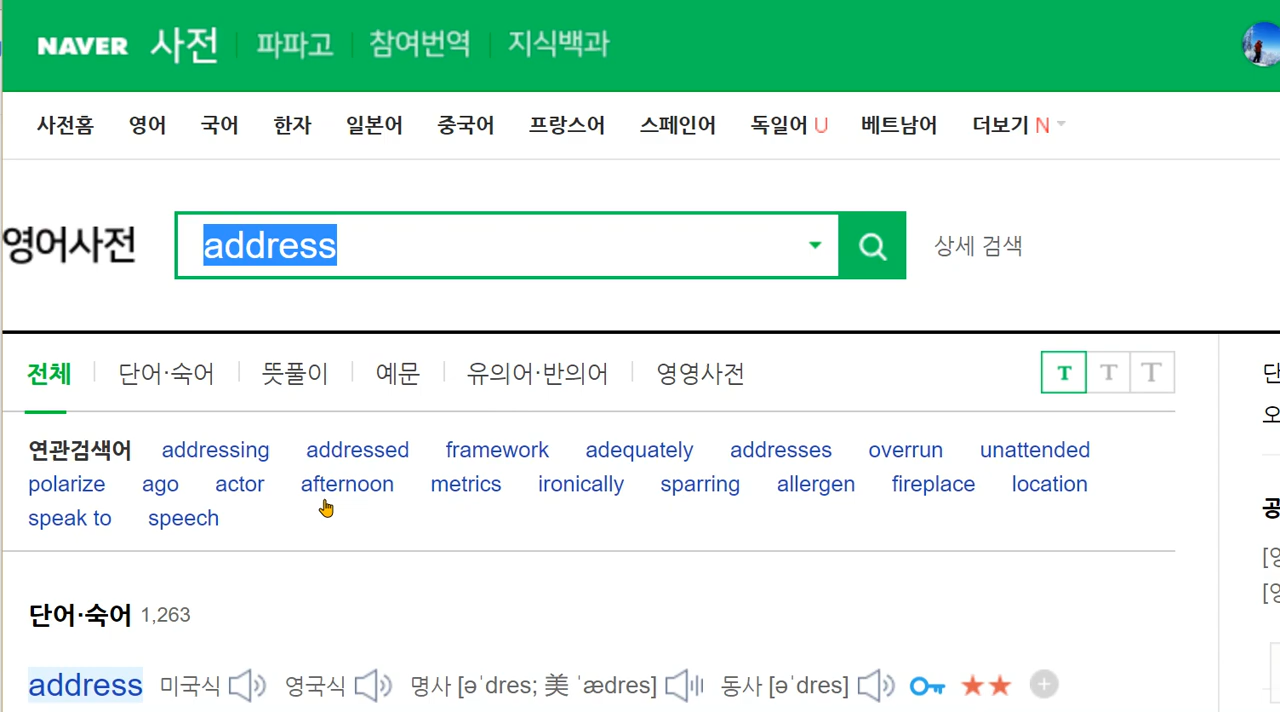 NAVER 사전 파파고 참여번역 지식백과
사전홈 영어 국어 한자 일본어 중국어 프랑스어 스페인어 독일어 U 베트남어 더보기 N
영어사전 address 상세 검색
전체 단어·숙어 뜻풀이 예문 유의어·반의어 영영사전 T T T
연관검색어 addressing addressed framework adequately addresses overrun unattended
polarize ago actor afternoon metrics ironically sparring allergen fireplace location
speak to speech
단어·숙어 1,263
address 미국식 영국식 명사 [əˈdres; 美 ˈædres] 동사 [əˈdres]